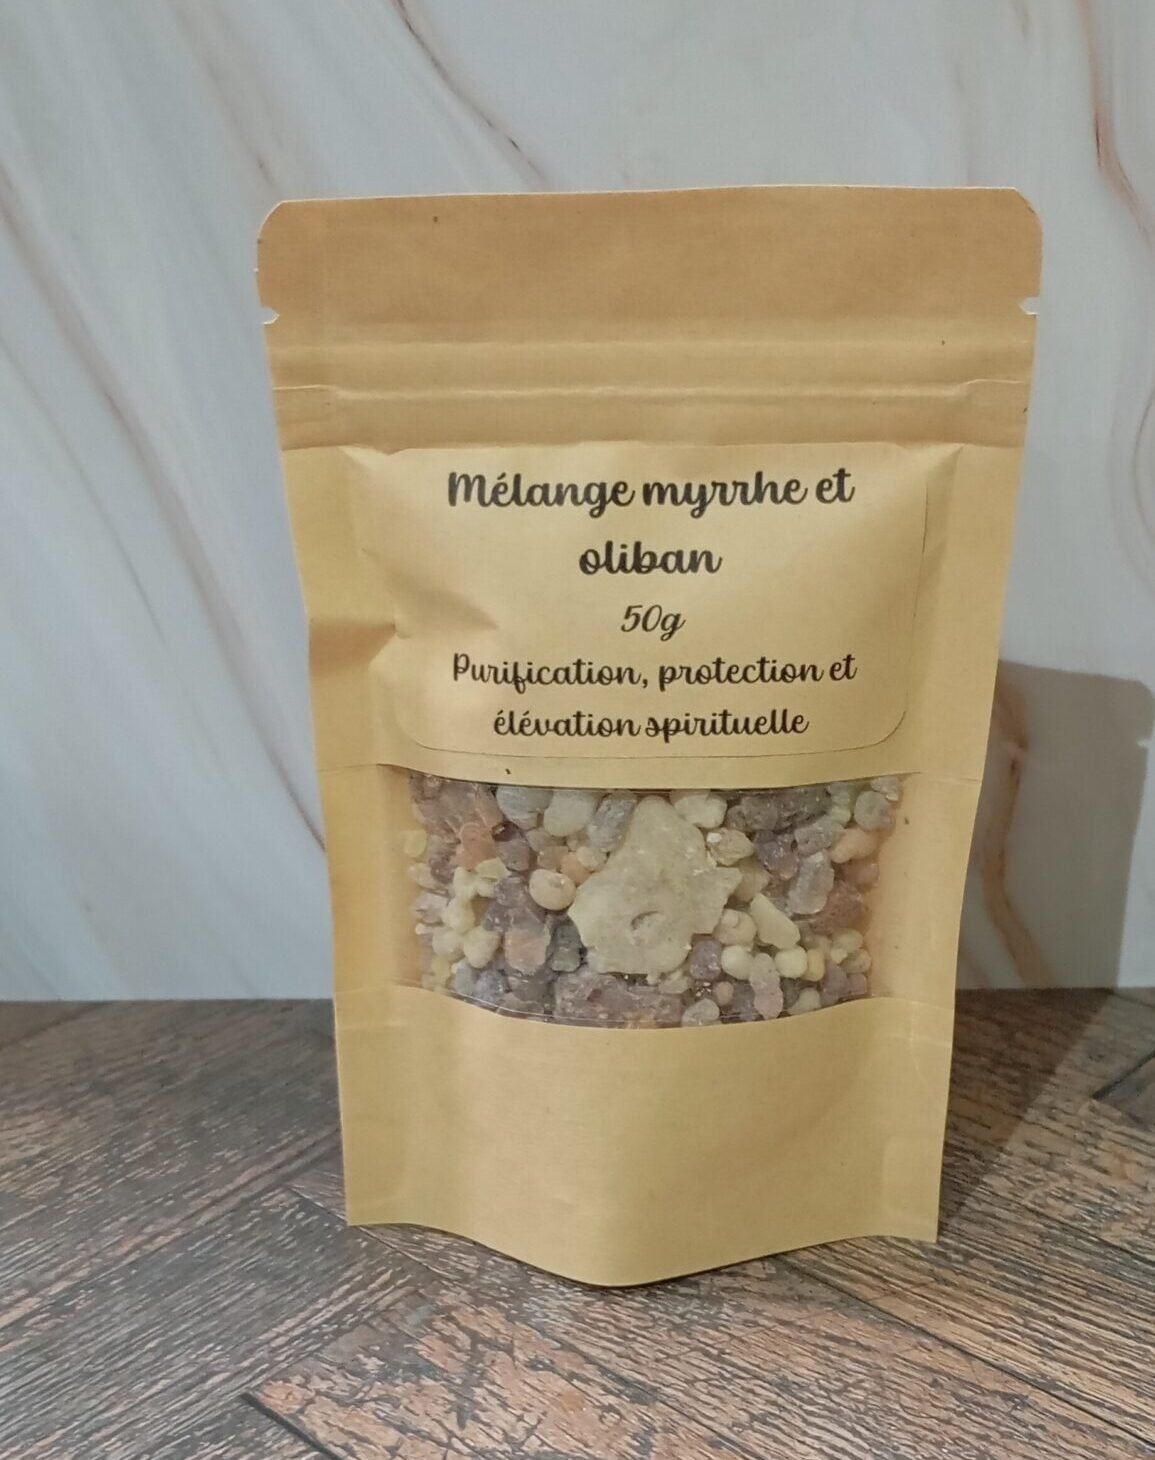 Mélange myrrhe et
oliban
50g
Purification, protection et
élévation spirituelle